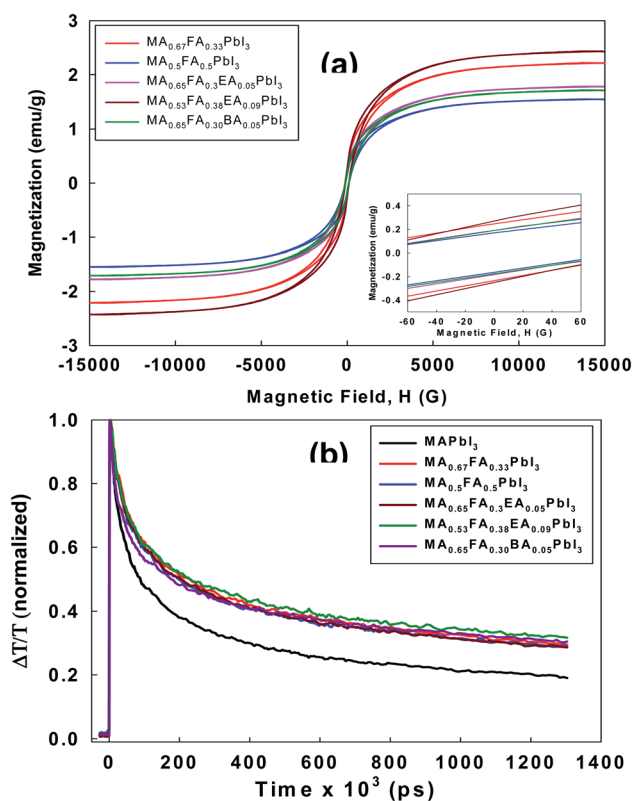 (a)
MA0.67FA0.33PbI3
MA0.5FA0.5PbI3
MA0.65FA0.3EA0.05PbI3
MA0.53FA0.38EA0.09PbI3
MA0.65FA0.30BA0.05PbI3
Magnetization (emu/g)
3
2
1
0
-1
-2
-3
-15000 -10000 -5000 0 5000 10000 15000
Magnetic Field, H (G)
Magnetization (emu/g)
0.4
0.2
0.0
-0.2
-0.4
-60 -40 -20 0 20 40 60
Magnetic Field, H (G)
(b)
MAPbI3
MA0.67FA0.33PbI3
MA0.5FA0.5PbI3
MA0.65FA0.3EA0.05PbI3
MA0.53FA0.38EA0.09PbI3
MA0.65FA0.30BA0.05PbI3
ΔT/T (normalized)
1.0
0.8
0.6
0.4
0.2
0.0
0 200 400 600 800 1000 1200 1400
Time x 10³ (ps)